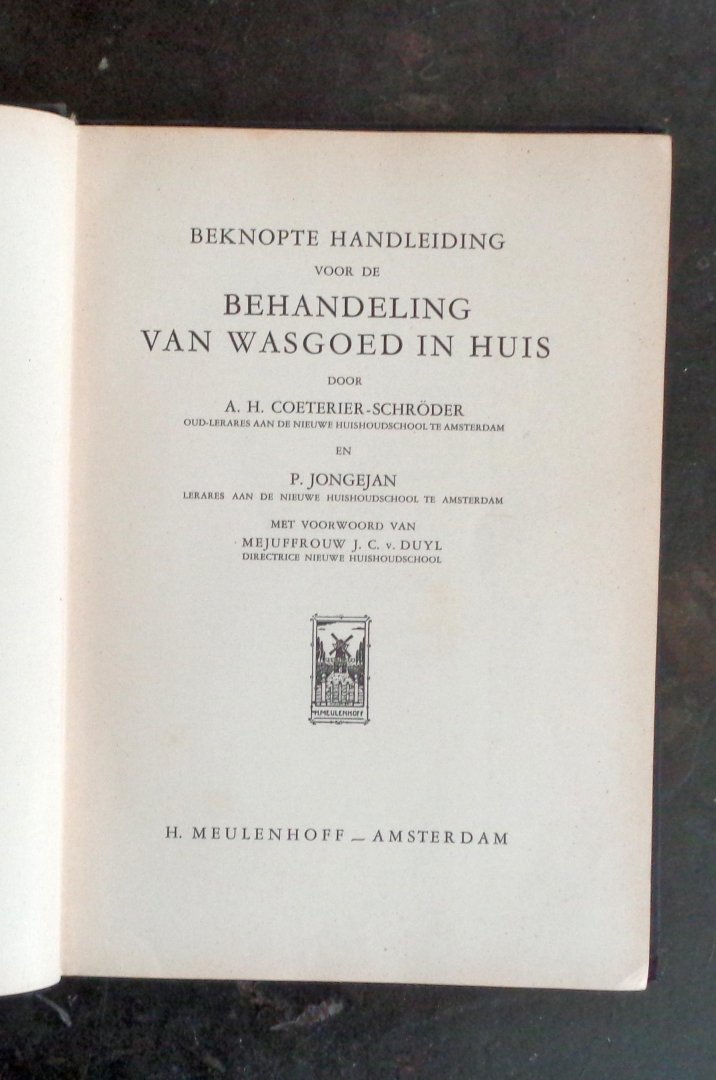 BEKNOPTE HANDLEIDING
VOOR DE
BEHANDELING
VAN WASGOED IN HUIS
DOOR
A. H. COETERIER-SCHRÖDER
OUD-LERARES AAN DE NIEUWE HUISHOUDSCHOOL TE AMSTERDAM
EN
P. JONGEJAN
LERARES AAN DE NIEUWE HUISHOUDSCHOOL TE AMSTERDAM
MET VOORWOORD VAN
MEJUFFROUW J. C. v. DUYL
DIRECTRICE NIEUWE HUISHOUDSCHOOL
H. MEULENHOFF
H. MEULENHOFF — AMSTERDAM